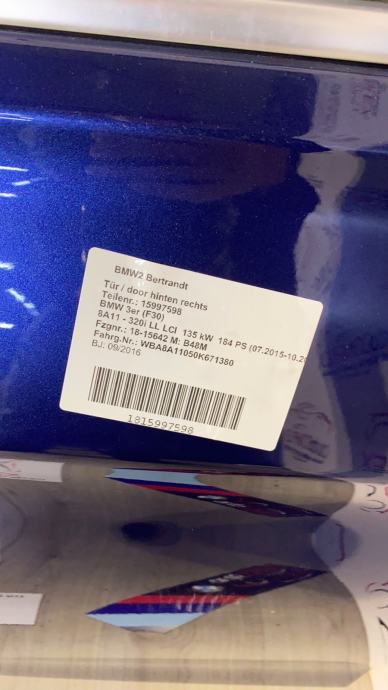 BMW2 Bertrandt
Tür / door hinten rechts
Teilenr.: 15997598
BMW 3er (F30)
8A11 - 320i LL LCI 135 kW 184 PS (07.2015-10.20
Fzgnr.: 18-15642 M: B48M
Fahrg.Nr.: WBA8A11050K671380
BJ: 09/2016
1815997598